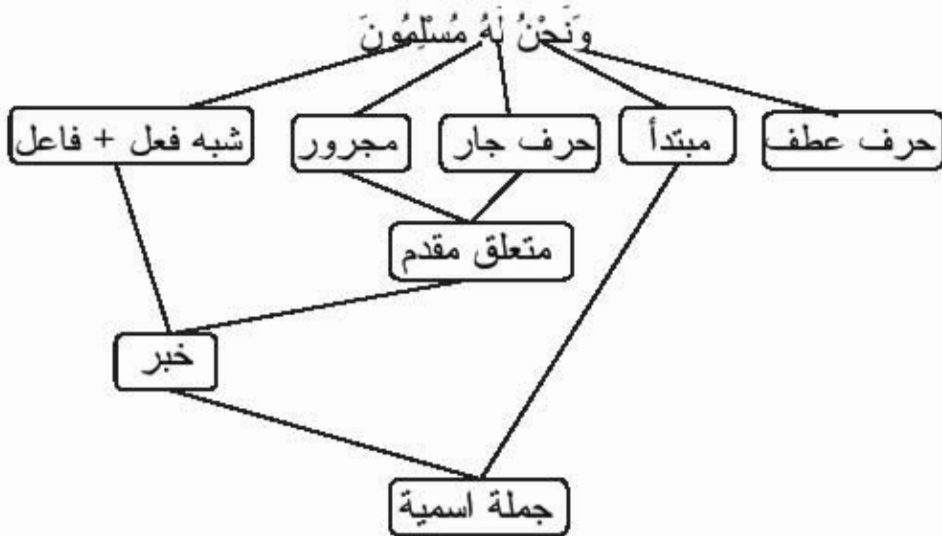 وَنَحْنُ لَهُ مُسْلِمُونَ
حرف عطف
مبتدأ
حرف جار
مجرور
شبه فعل + فاعل
متعلق مقدم
خبر
جملة اسمية